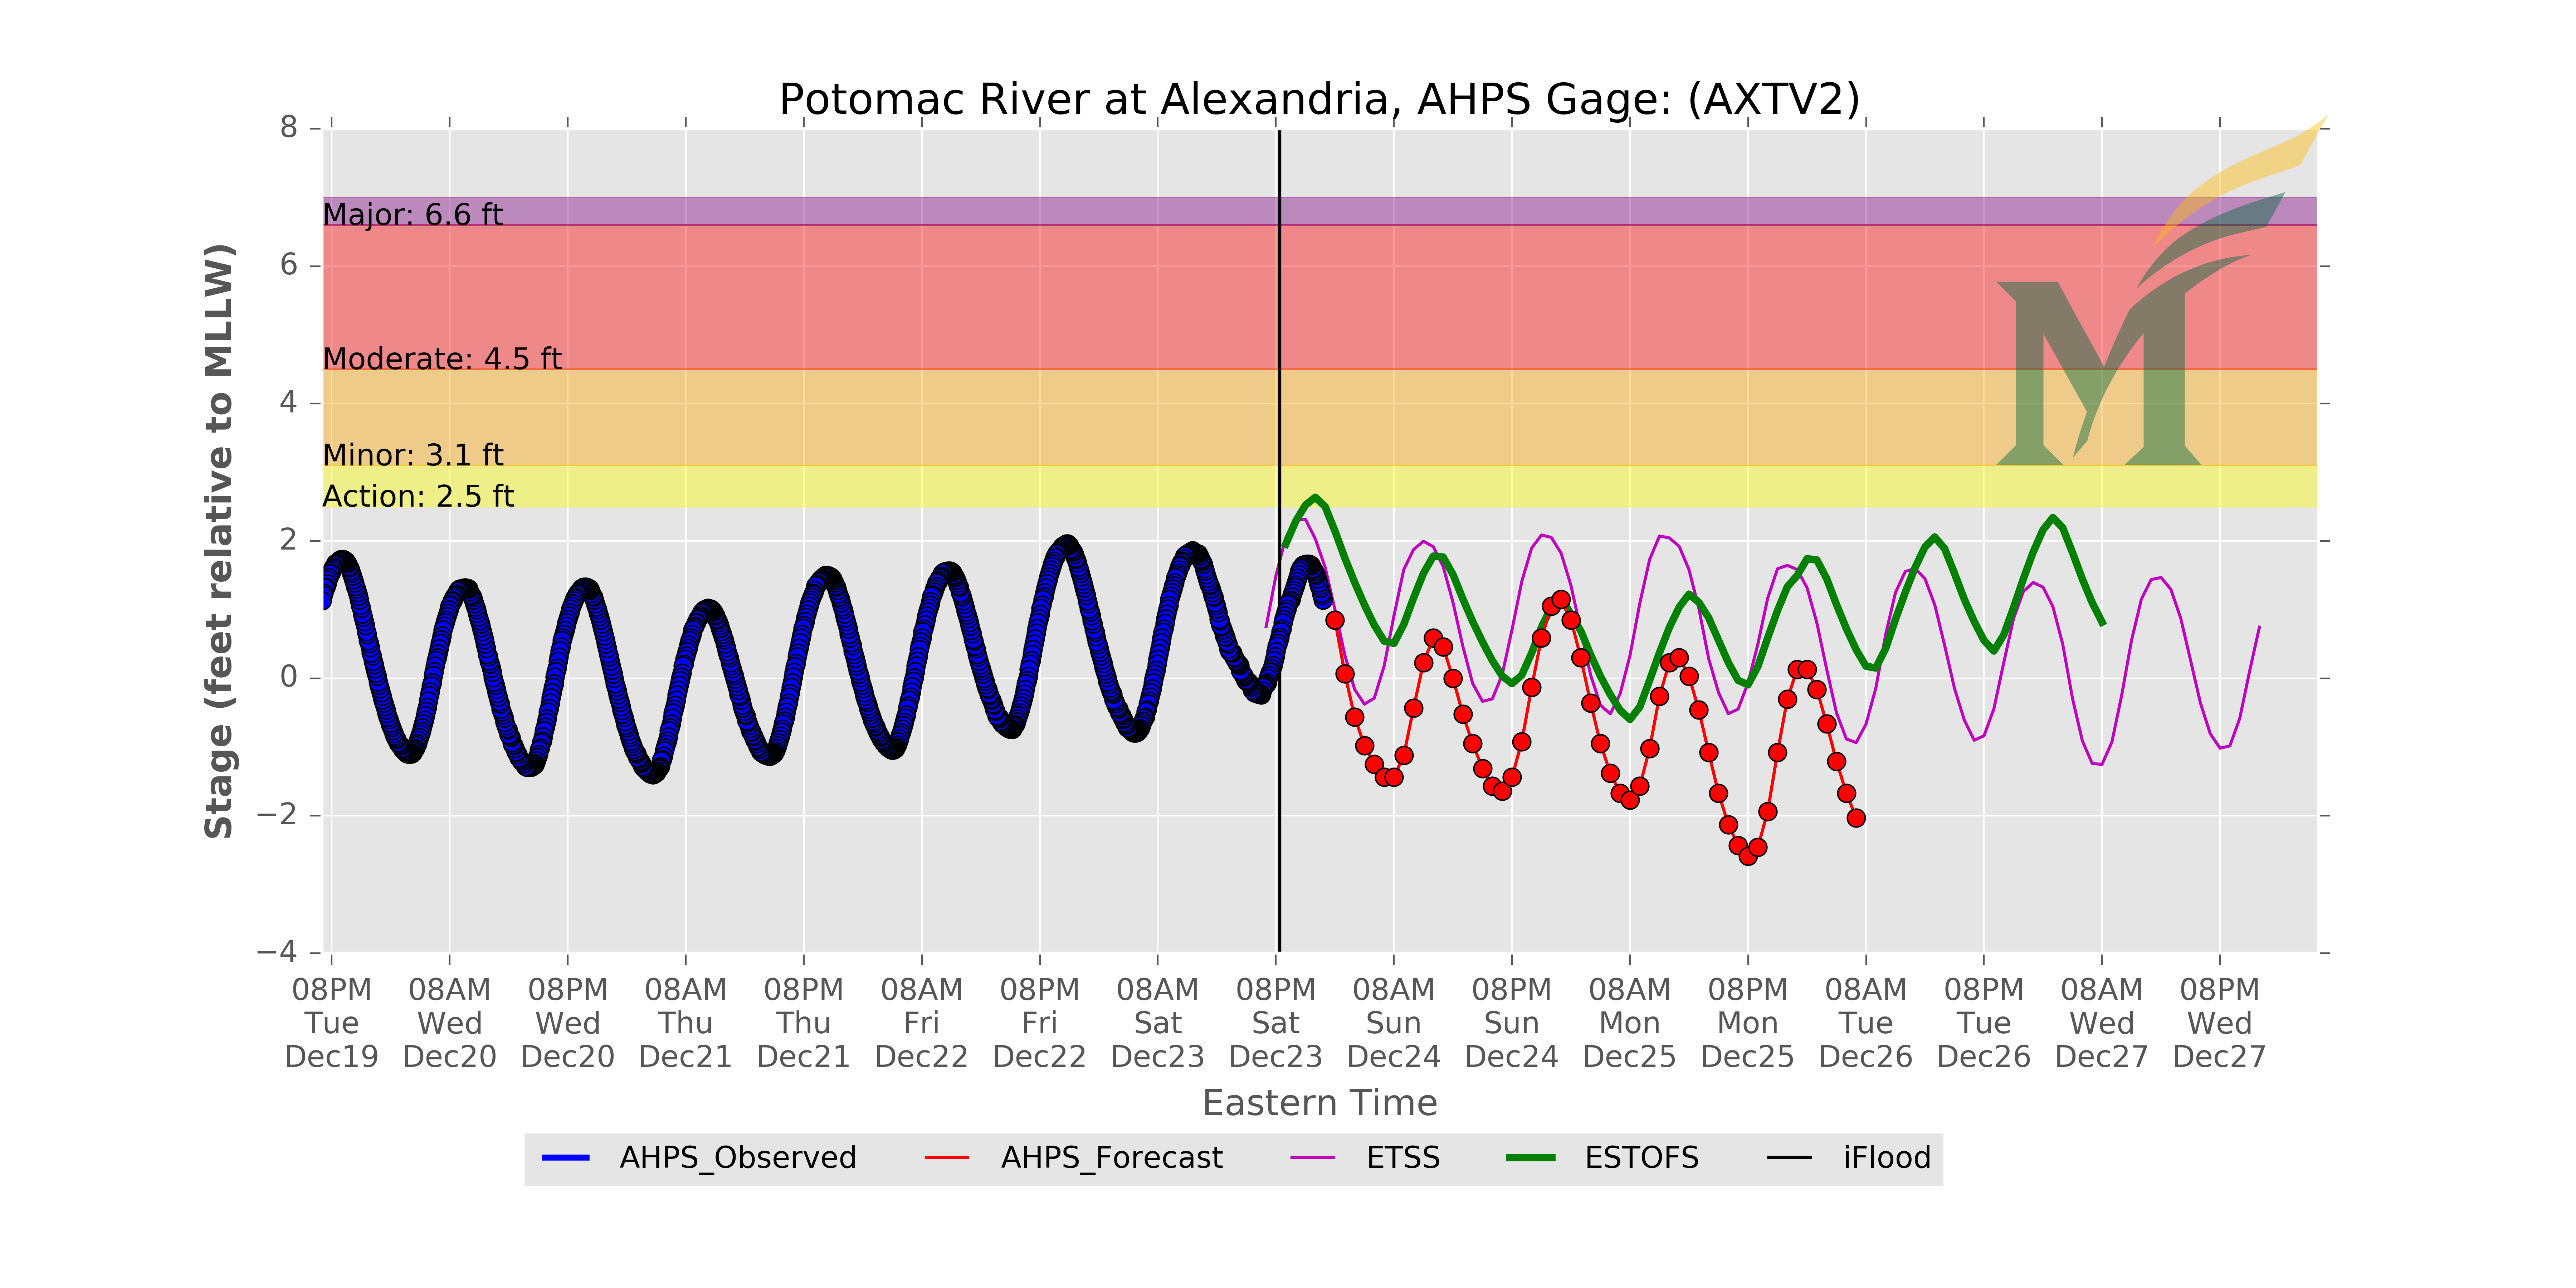 Potomac River at Alexandria, AHPS Gage: (AXTV2)
Stage (feet relative to MLLW)
8
6
4
2
0
−2
−4
Major: 6.6 ft
Moderate: 4.5 ft
Minor: 3.1 ft
Action: 2.5 ft
M
08PM 08AM 08PM 08AM 08PM 08AM 08PM 08AM 08PM 08AM 08PM 08AM 08PM 08AM 08PM 08AM 08PM
Tue Wed Wed Thu Thu Fri Fri Sat Sat Sun Sun Mon Mon Tue Tue Wed Wed
Dec19 Dec20 Dec20 Dec21 Dec21 Dec22 Dec22 Dec23 Dec23 Dec24 Dec24 Dec25 Dec25 Dec26 Dec26 Dec27 Dec27
Eastern Time
AHPS_Observed AHPS_Forecast ETSS ESTOFS iFlood